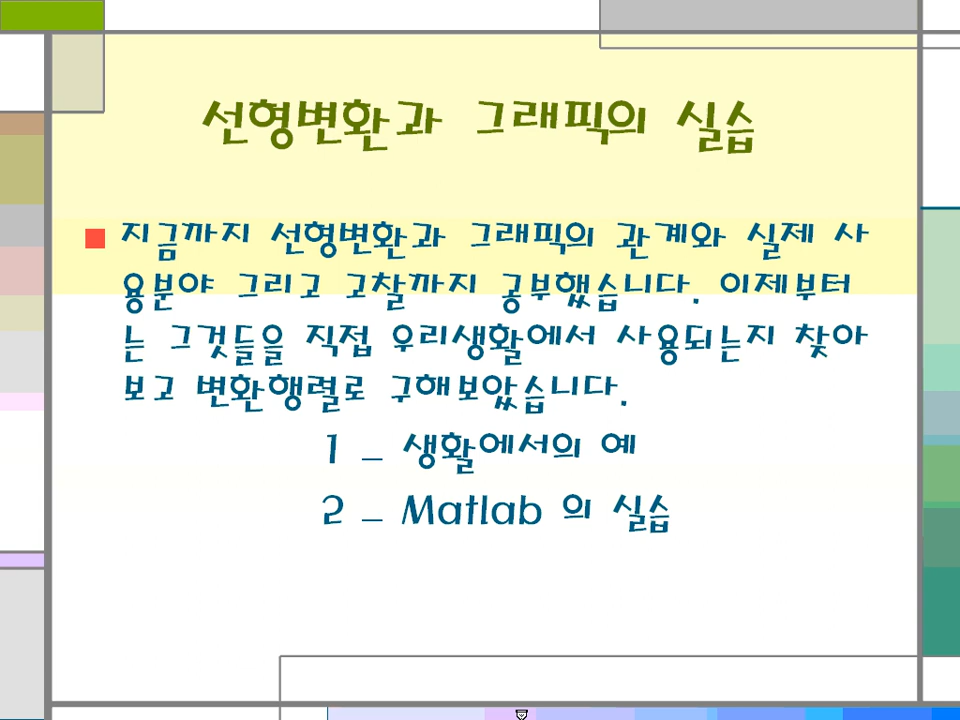 선형변환과 그래픽의 실습
지금까지 선형변환과 그래픽의 관계와 실제 사
용분야 그리고 고찰까지 공부했습니다. 이제부터
는 그것들을 직접 우리생활에서 사용되는지 찾아
보고 변환행렬로 구해보았습니다.
1 – 생활에서의 예
2 – Matlab 의 실습